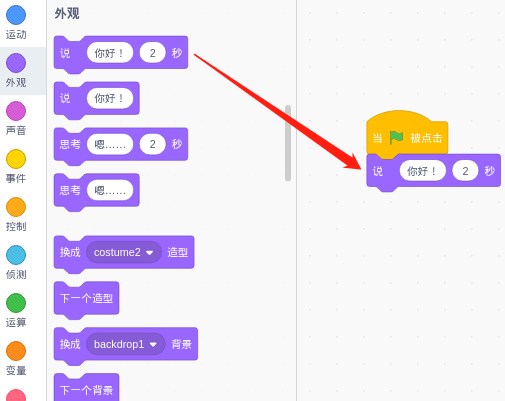 运动
外观
声音
事件
控制
侦测
运算
变量
外观
说 你好！ 2 秒
说 你好！
思考 嗯…… 2 秒
思考 嗯……
换成 costume2 造型
下一个造型
换成 backdrop1 背景
下一个背景
当 被点击
说 你好！ 2 秒